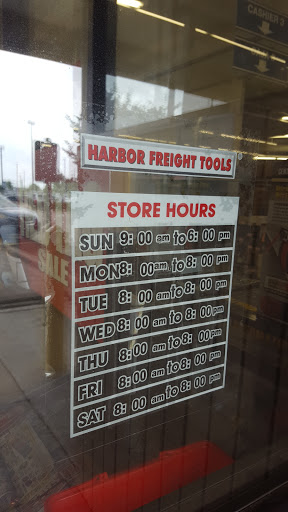 CASHIER 3
HARBOR FREIGHT TOOLS
STORE HOURS
SUN 9:00 am to 6:00 pm
MON 8:00 am to 8:00 pm
TUE 8:00 am to 8:00 pm
WED 8:00 am to 8:00 pm
THU 8:00 am to 8:00 pm
FRI 8:00 am to 8:00 pm
SAT 8:00 am to 8:00 pm
SALE